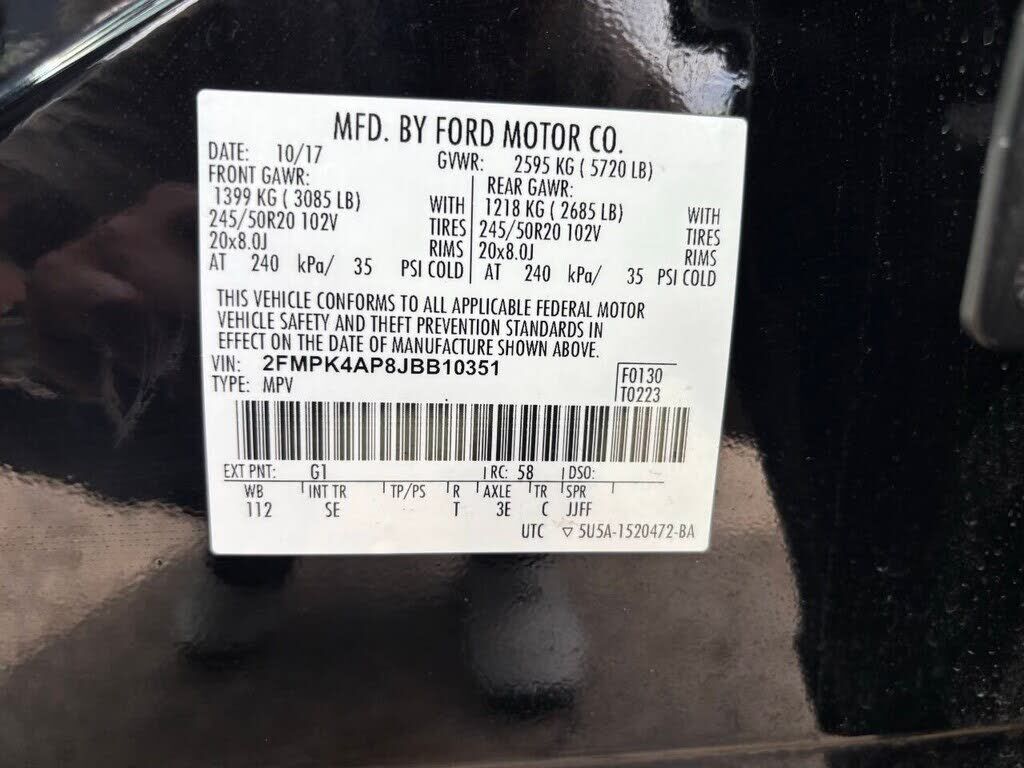 MFD. BY FORD MOTOR CO.
DATE: 10/17 GVWR: 2595 KG ( 5720 LB)
FRONT GAWR: REAR GAWR:
1399 KG ( 3085 LB) WITH 1218 KG ( 2685 LB) WITH
245/50R20 102V TIRES 245/50R20 102V TIRES
20x8.0J RIMS 20x8.0J RIMS
AT 240 kPa/ 35 PSI COLD AT 240 kPa/ 35 PSI COLD
THIS VEHICLE CONFORMS TO ALL APPLICABLE FEDERAL MOTOR
VEHICLE SAFETY AND THEFT PREVENTION STANDARDS IN
EFFECT ON THE DATE OF MANUFACTURE SHOWN ABOVE.
VIN: 2FMPK4AP8JBB10351
TYPE: MPV F0130
T0223
EXT PNT: G1 RC: 58 DSO:
WB INT TR TP/PS R AXLE TR SPR
112 SE T 3E C JJFF
UTC ▽ 5U5A-1520472-BA